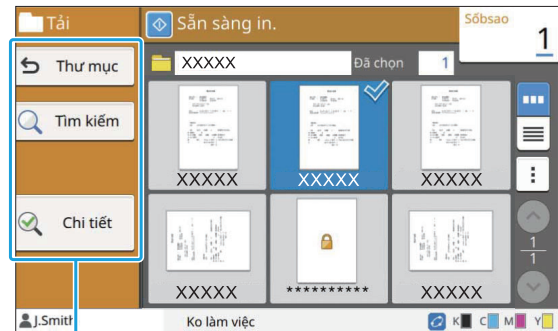 Tải
Sẵn sàng in.
Sốbsao
1
Thư mục
XXXXX
Đã chọn
1
Tìm kiếm
XXXXX
XXXXX
XXXXX
Chi tiết
1
1
XXXXX
**********
XXXXX
J.Smith
Ko làm việc
K C M Y